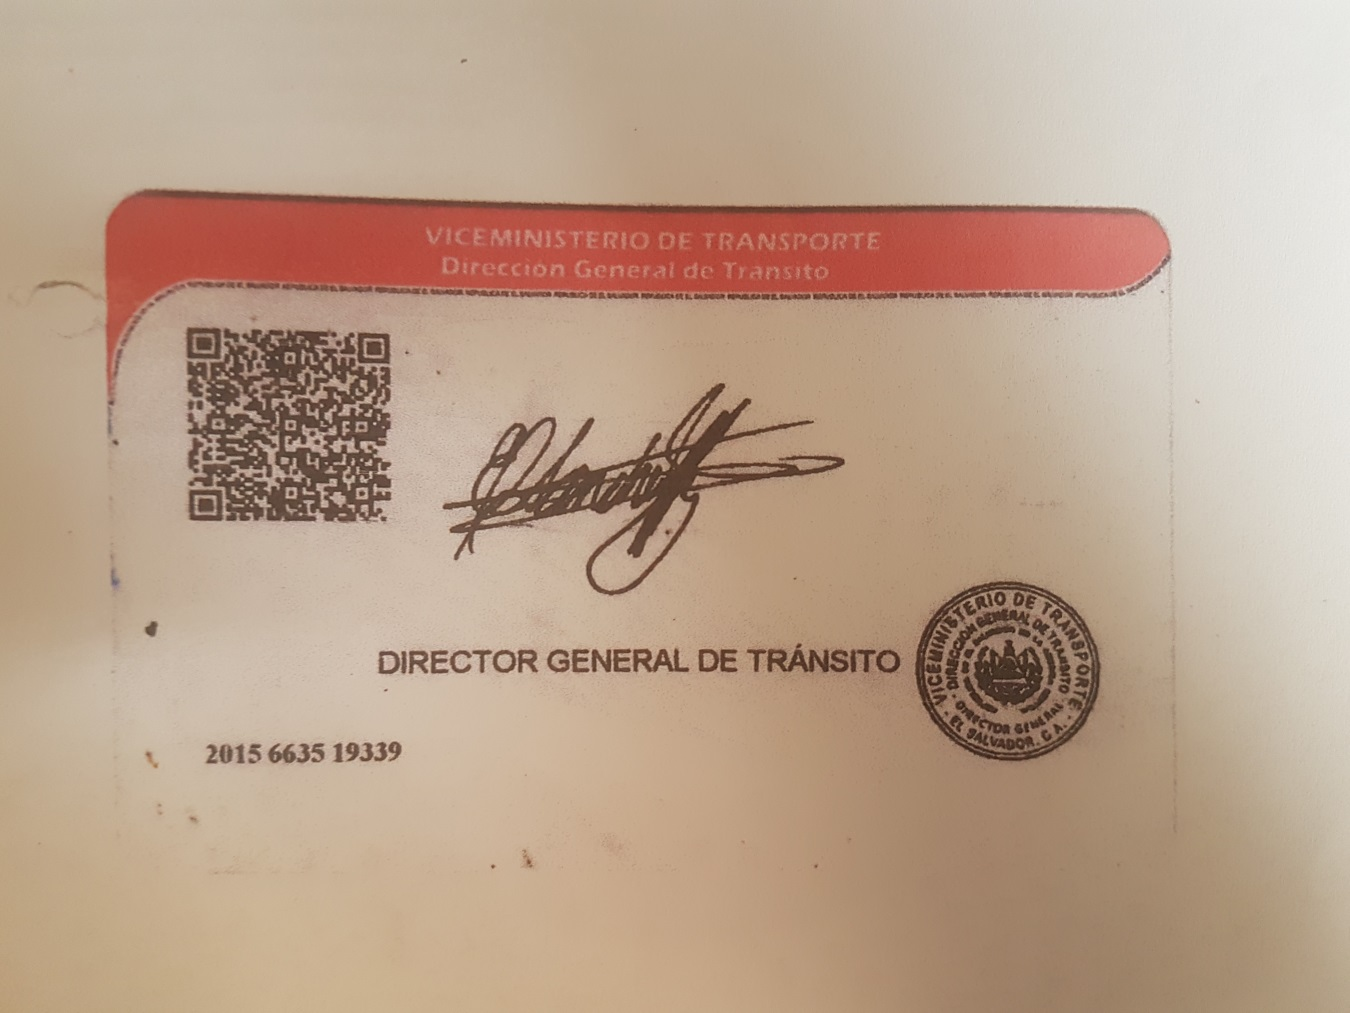 VICEMINISTERIO DE TRANSPORTE
Dirección General de Transito
DIRECTOR GENERAL DE TRÁNSITO
VICEMINISTERIO DE TRANSPORTE
DIRECCION GENERAL DE TRANSITO
DIRECTOR GENERAL
EL SALVADOR, C.A.
2015 6635 19339